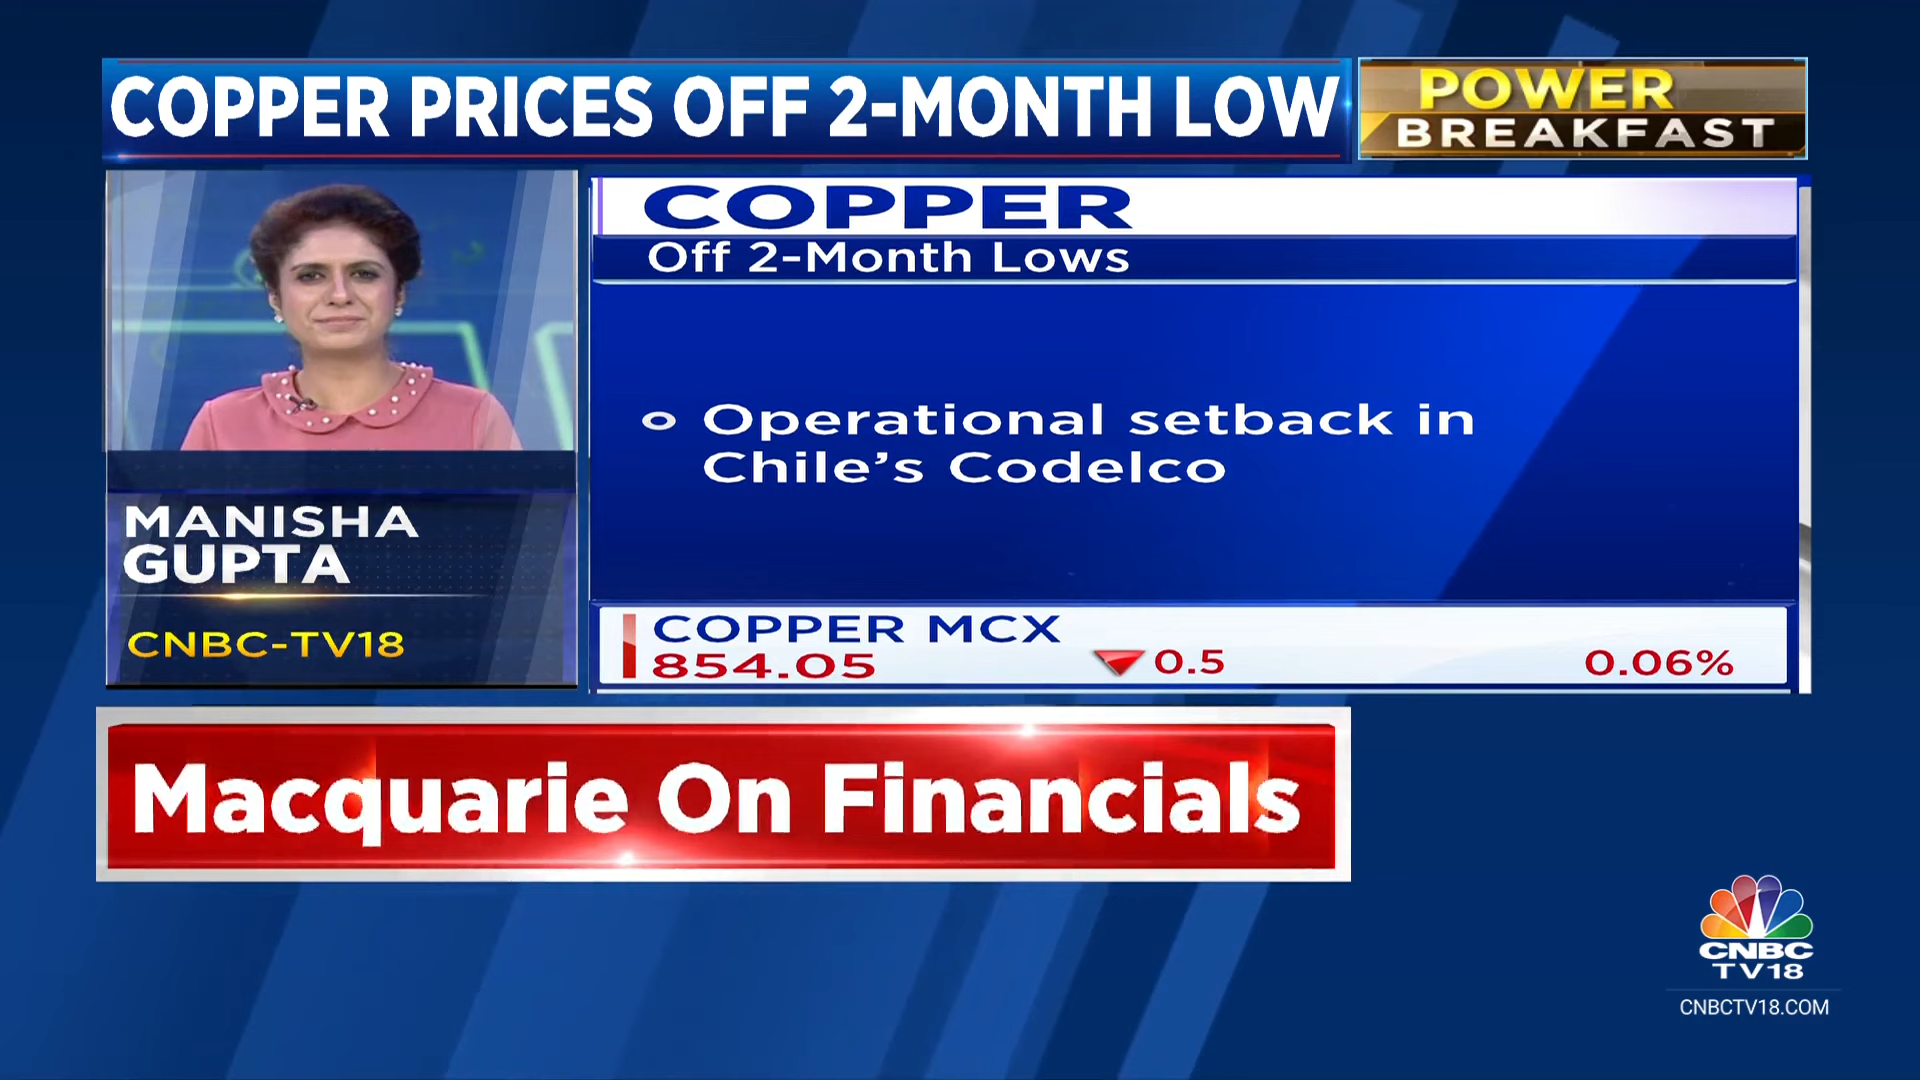 COPPER PRICES OFF 2-MONTH LOW
POWER
BREAKFAST
COPPER
Off 2-Month Lows
o Operational setback in
Chile’s Codelco
MANISHA
GUPTA
CNBC-TV18
COPPER MCX
854.05 ▼ 0.5 0.06%
Macquarie On Financials
CNBC
TV18
CNBCTV18.COM